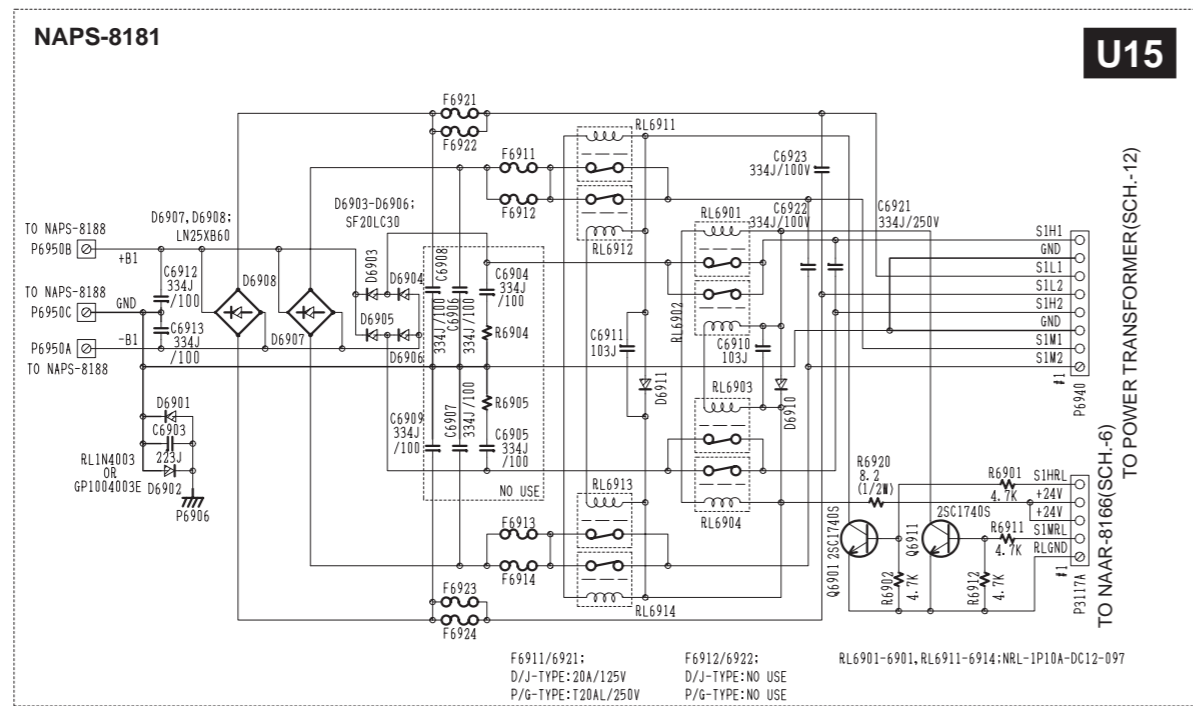 NAPS-8181
U15
F6921
F6922
RL6911
F6911
F6912
RL6912
C6923
334J/100V
D6907,D6908;
LN25XB60
D6903-D6906;
SF20LC30
RL6901
C6922
334J/100V
C6921
334J/250V
TO NAPS-8188
P6950B
+B1
C6912
334J
/100
D6908
D6907
D6903
D6904
D6905
D6906
C6908
334J/100
C6906
334J/100
C6904
334J
/100
R6904
RL6902
TO NAPS-8188
P6950C
GND
C6913
334J
/100
P6950A
-B1
TO NAPS-8188
C6911
103J
D6911
C6910
103J
D6910
RL6903
S1H1
GND
S1L1
S1L2
S1H2
GND
S1M1
S1M2
#1
P6940
TO POWER TRANSFORMER(SCH.-12)
D6901
C6903
223J
RL1N4003
OR
GP1004003E
D6902
P6906
C6909
334J
/100
C6907
334J/100
R6905
C6905
334J
/100
NO USE
RL6913
RL6904
R6920
8.2
(1/2W)
R6901
4.7K
S1HRL
+24V
+24V
S1MRL
RLGND
#1
P3117A
TO NAAR-8166(SCH.-6)
Q6901 2SC1740S
2SC1740S
Q6911
R6911
4.7K
R6902
4.7K
R6912
4.7K
F6913
F6914
F6923
F6924
RL6914
F6911/6921;
D/J-TYPE:20A/125V
P/G-TYPE:T20AL/250V
F6912/6922;
D/J-TYPE:NO USE
P/G-TYPE:NO USE
RL6901-6901,RL6911-6914;NRL-1P10A-DC12-097